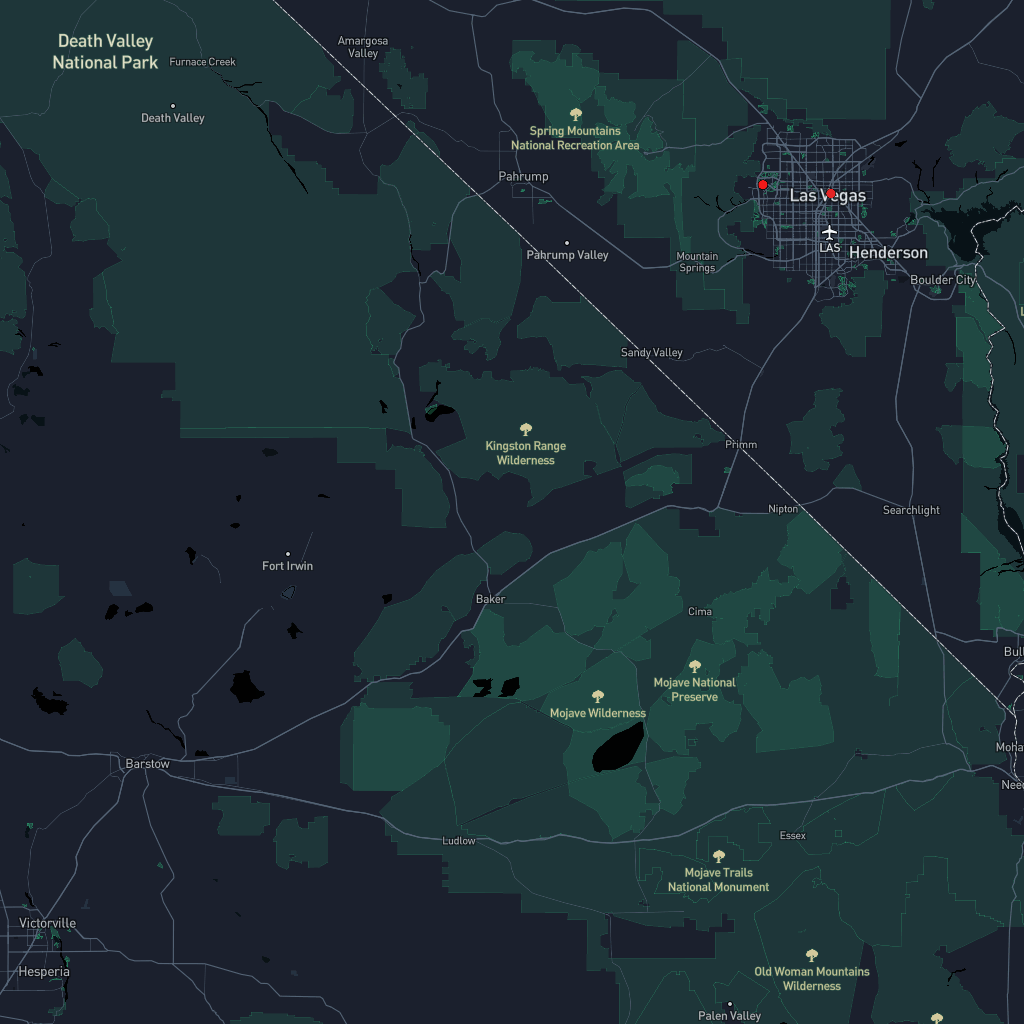 Death Valley
National Park
Furnace Creek
Amargosa
Valley
Death Valley
Spring Mountains
National Recreation Area
Pahrump
Las Vegas
LAS
Henderson
Pahrump Valley
Mountain
Springs
Boulder City
Sandy Valley
Kingston Range
Wilderness
Primm
Nipton
Searchlight
Fort Irwin
Baker
Cima
Bull
Mojave National
Preserve
Mojave Wilderness
Moha
Barstow
Nee
Ludlow
Essex
Mojave Trails
National Monument
Victorville
Hesperia
Old Woman Mountains
Wilderness
Palen Valley